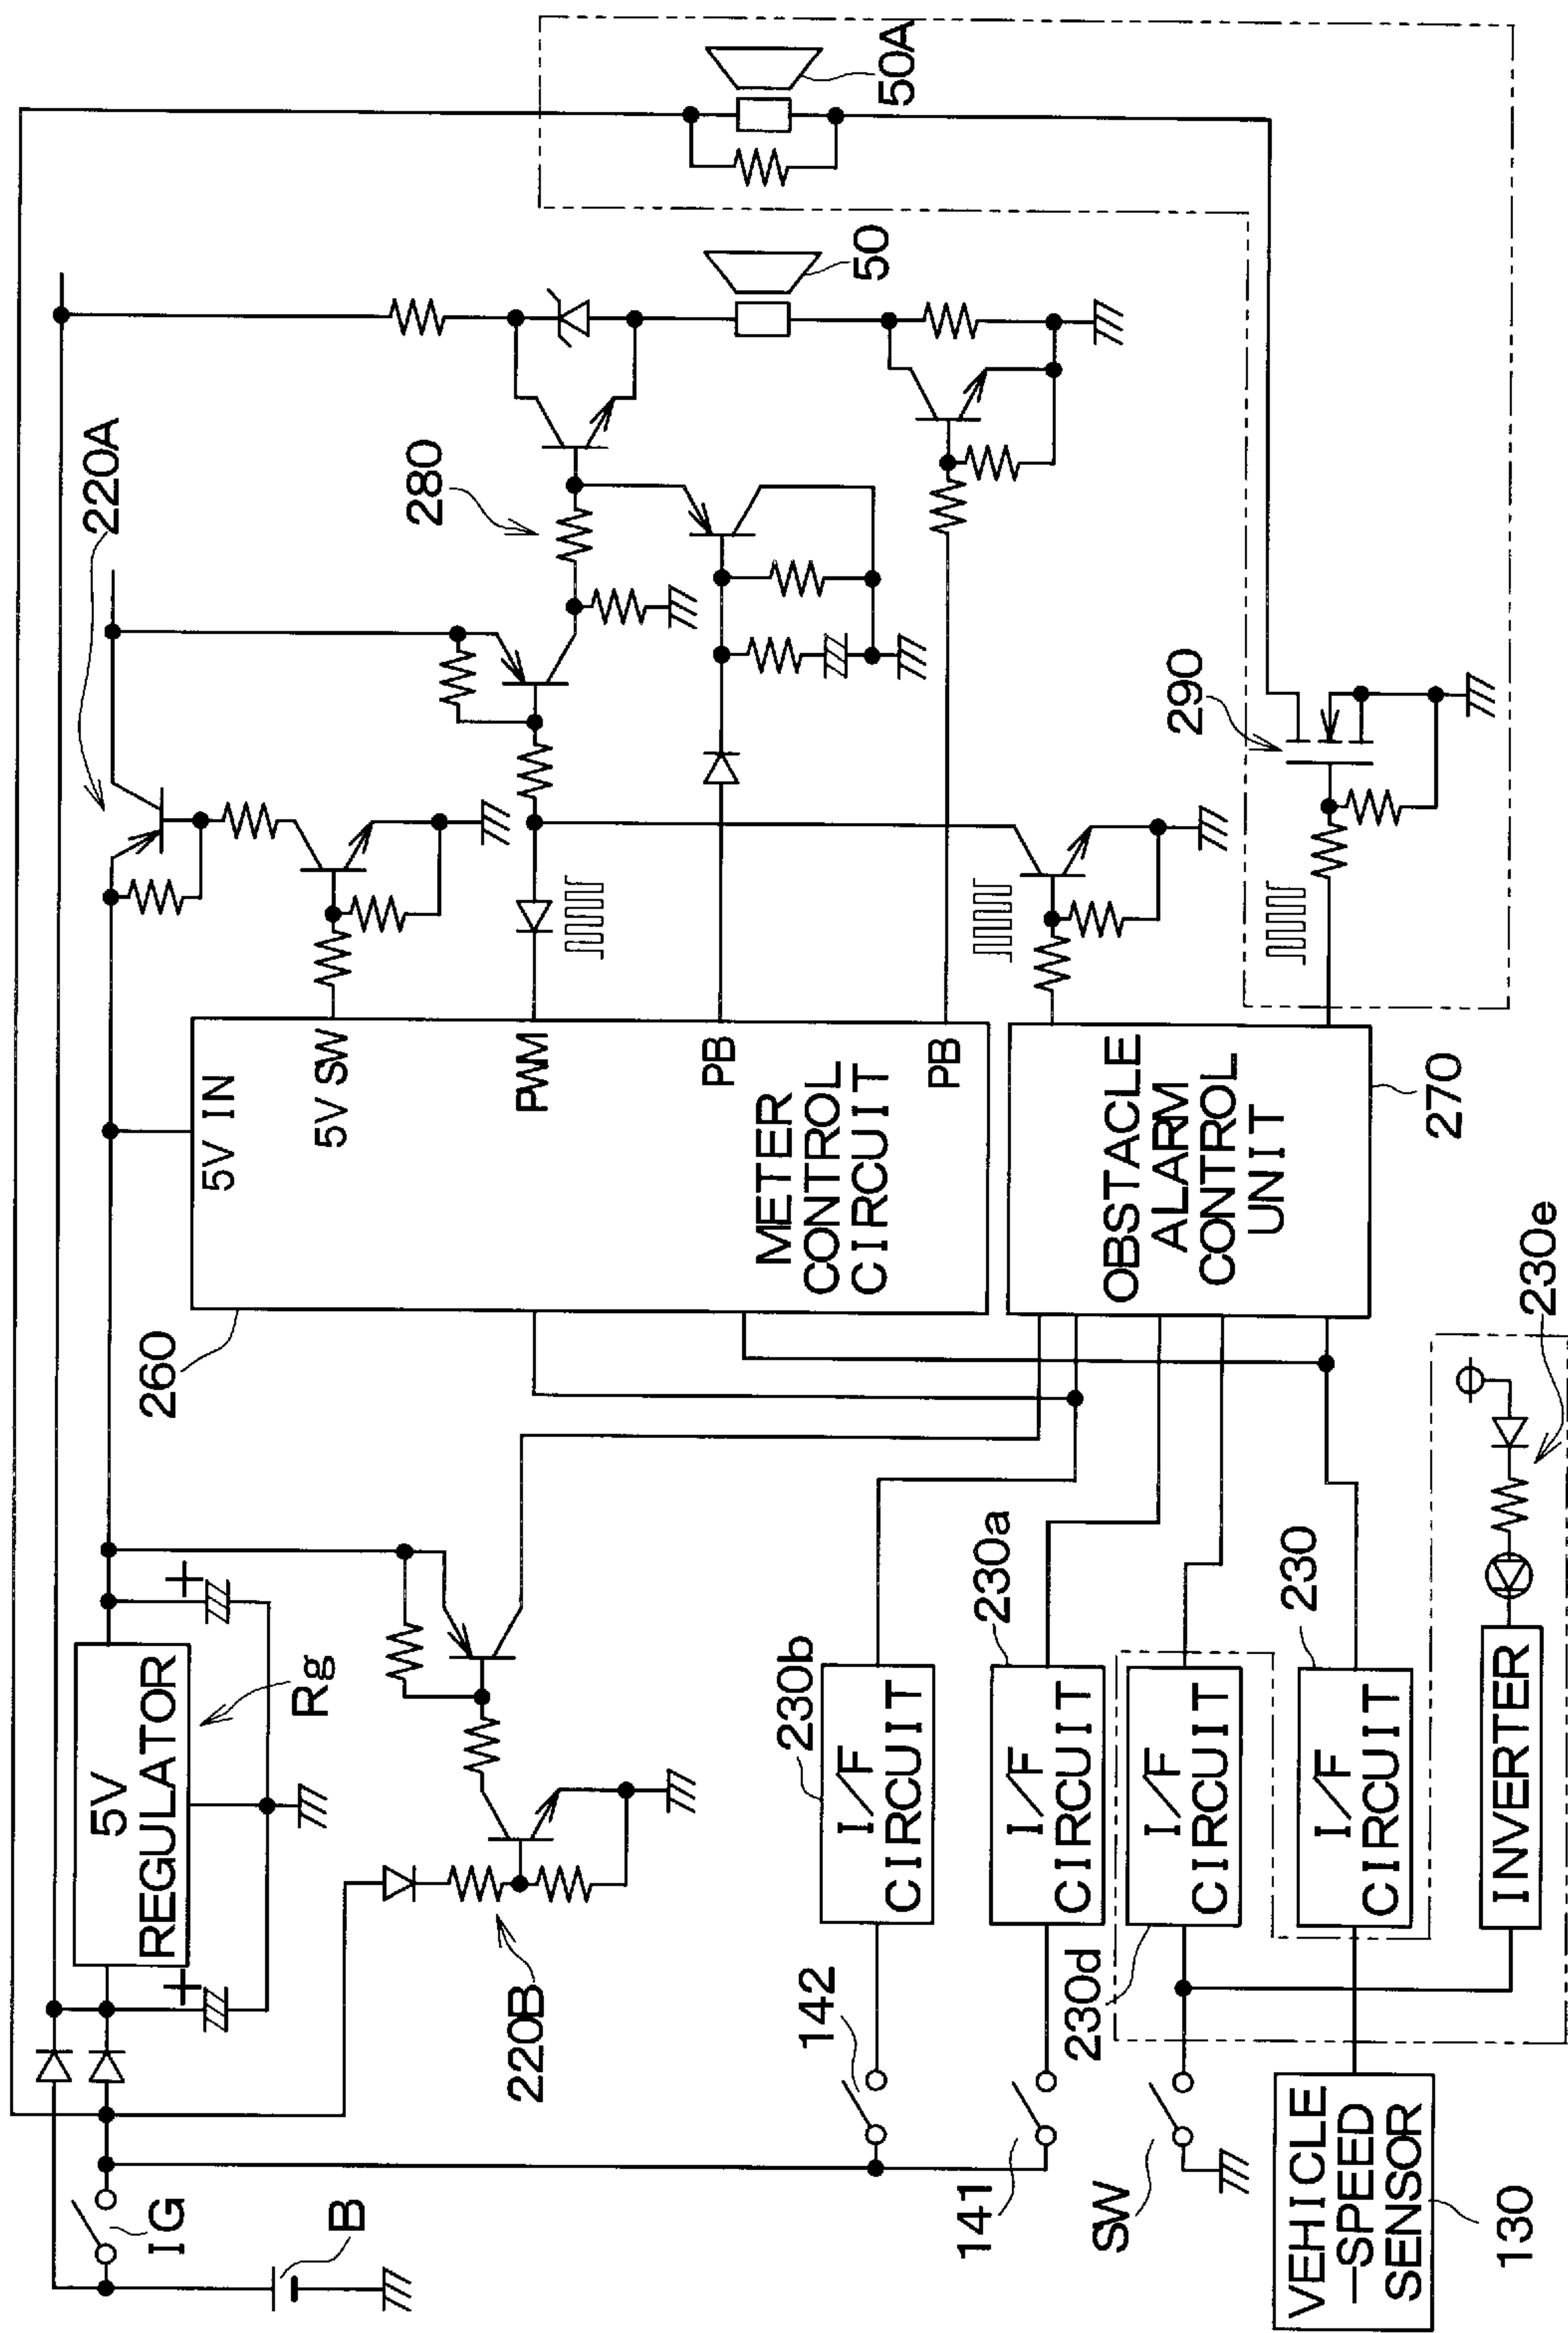 220A
280
50
50A
5V
REGULATOR
Rg
260
5V IN
5V SW
PWM
PB
PB
METER
CONTROL
CIRCUIT
290
IG
B
220B
142
230b
I/F
CIRCUIT
141
230a
I/F
CIRCUIT
OBSTACLE
ALARM
CONTROL
UNIT
270
SW
230d
I/F
CIRCUIT
230
I/F
CIRCUIT
VEHICLE
-SPEED
SENSOR
130
INVERTER
230e
+
+